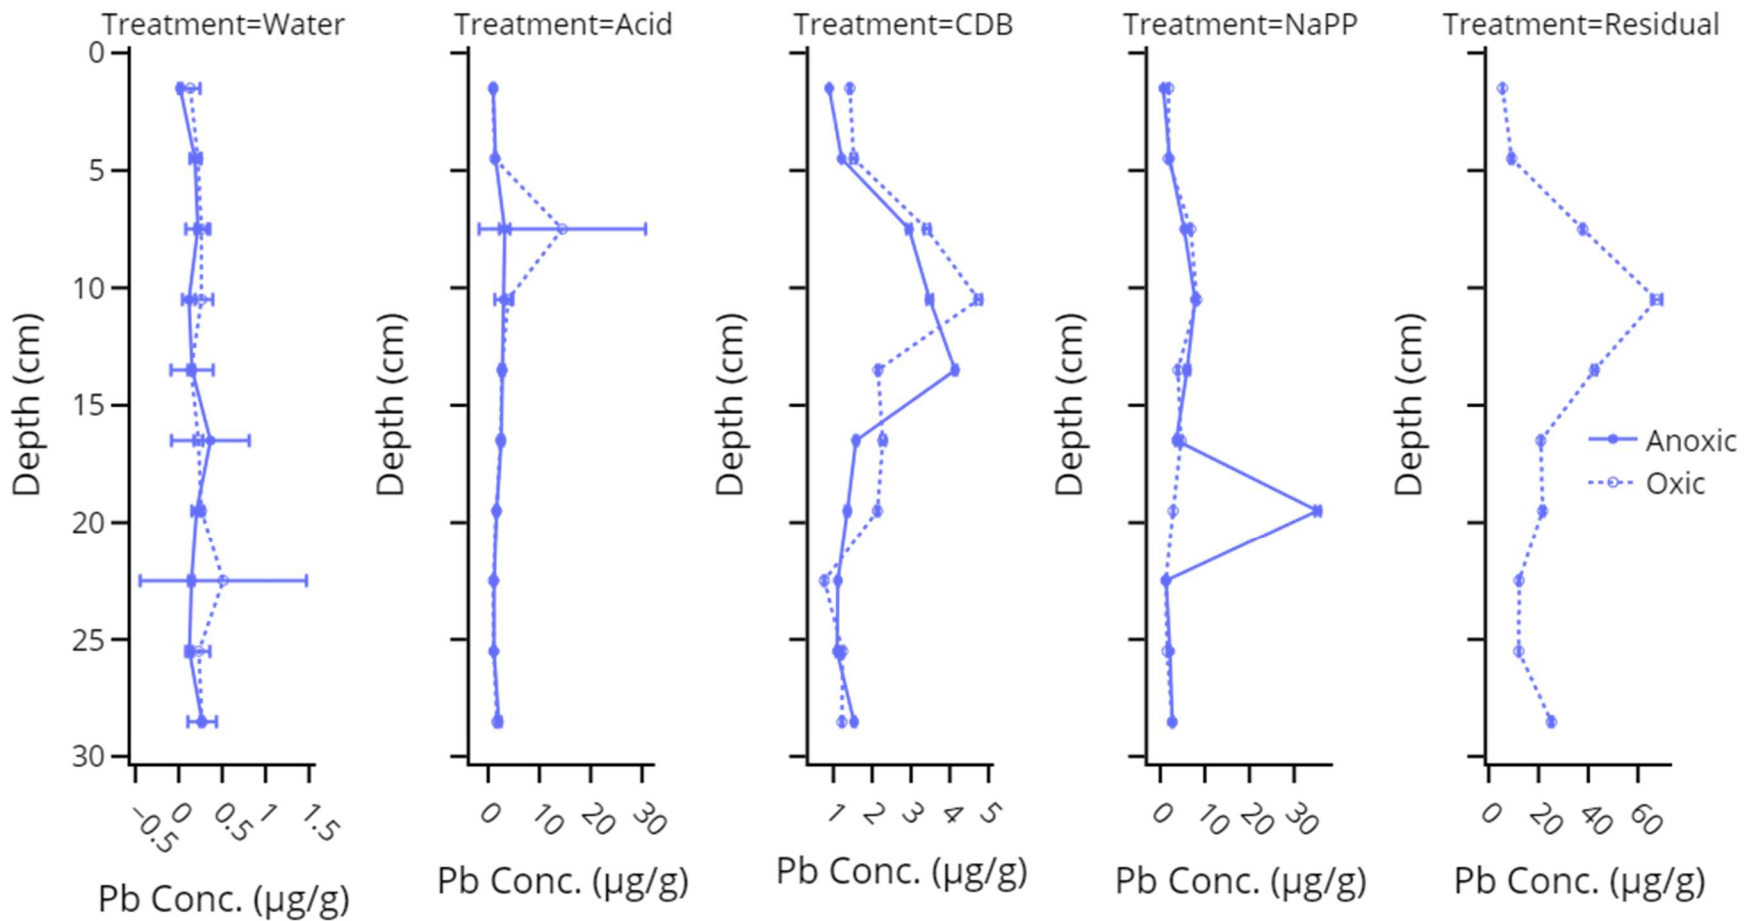 Treatment=Water Treatment=Acid Treatment=CDB Treatment=NaPP Treatment=Residual
0
5
10
15
20
25
30
Depth (cm) Depth (cm) Depth (cm) Depth (cm) Depth (cm)
Anoxic
Oxic
−0.5 0 0.5 1 1.5 0 10 20 30 1 2 3 4 5 0 10 20 30 0 20 40 60
Pb Conc. (μg/g) Pb Conc. (μg/g) Pb Conc. (μg/g) Pb Conc. (μg/g) Pb Conc. (μg/g)